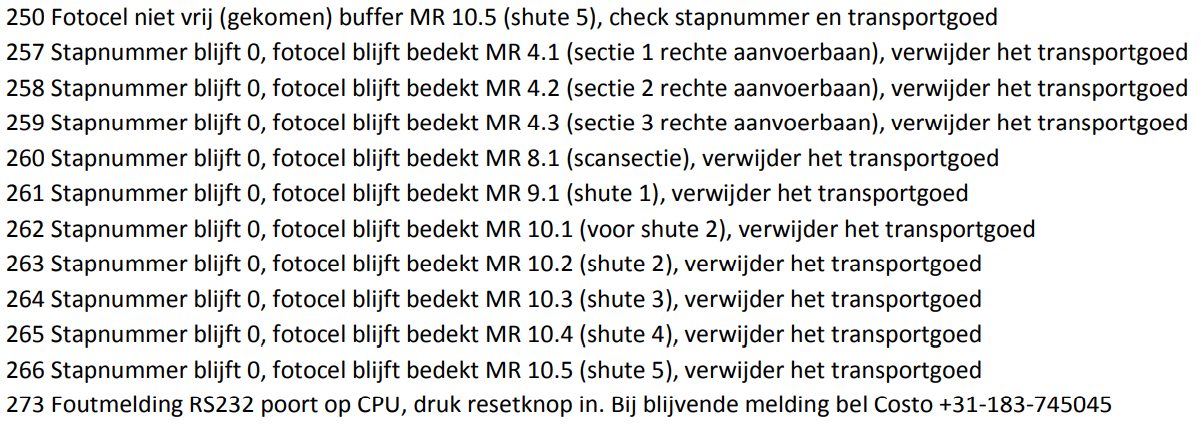 250 Fotocel niet vrij (gekomen) buffer MR 10.5 (shute 5), check stapnummer en transportgoed
257 Stapnummer blijft 0, fotocel blijft bedekt MR 4.1 (sectie 1 rechte aanvoerbaan), verwijder het transportgoed
258 Stapnummer blijft 0, fotocel blijft bedekt MR 4.2 (sectie 2 rechte aanvoerbaan), verwijder het transportgoed
259 Stapnummer blijft 0, fotocel blijft bedekt MR 4.3 (sectie 3 rechte aanvoerbaan), verwijder het transportgoed
260 Stapnummer blijft 0, fotocel blijft bedekt MR 8.1 (scansectie), verwijder het transportgoed
261 Stapnummer blijft 0, fotocel blijft bedekt MR 9.1 (shute 1), verwijder het transportgoed
262 Stapnummer blijft 0, fotocel blijft bedekt MR 10.1 (voor shute 2), verwijder het transportgoed
263 Stapnummer blijft 0, fotocel blijft bedekt MR 10.2 (shute 2), verwijder het transportgoed
264 Stapnummer blijft 0, fotocel blijft bedekt MR 10.3 (shute 3), verwijder het transportgoed
265 Stapnummer blijft 0, fotocel blijft bedekt MR 10.4 (shute 4), verwijder het transportgoed
266 Stapnummer blijft 0, fotocel blijft bedekt MR 10.5 (shute 5), verwijder het transportgoed
273 Foutmelding RS232 poort op CPU, druk resetknop in. Bij blijvende melding bel Costo +31-183-745045